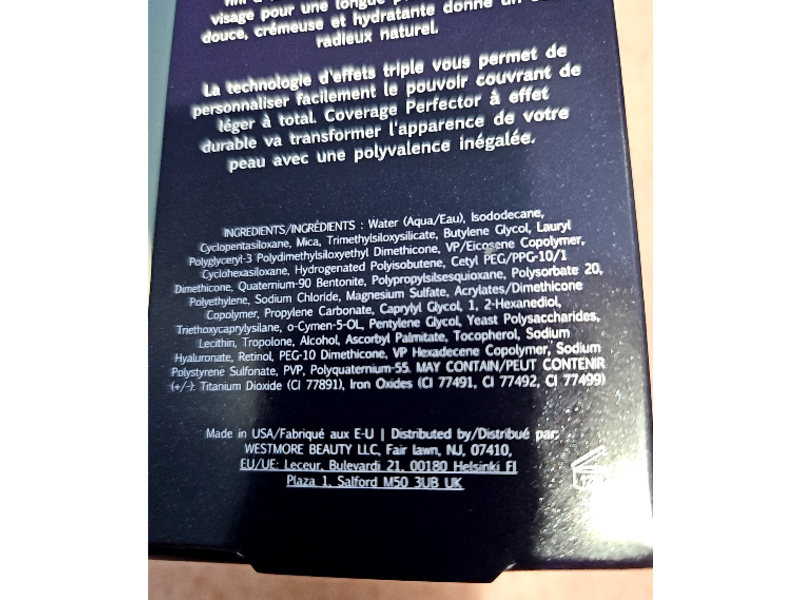 visage pour une longue
douce, crémeuse et hydratante donne un
radieux naturel.
La technologie d'effets triple vous permet de
personnaliser facilement le pouvoir couvrant de
léger à total. Coverage Perfector à effet
durable va transformer l'apparence de votre
peau avec une polyvalence inégalée.
INGREDIENTS/INGRÉDIENTS : Water (Aqua/Eau), Isododecane,
Cyclopentasiloxane, Mica, Trimethylsiloxysilicate, Butylene Glycol, Lauryl
Polyglyceryl-3 Polydimethylsiloxyethyl Dimethicone, VP/Eicosene Copolymer,
Cyclohexasiloxane, Hydrogenated Polyisobutene, Cetyl PEG/PPG-10/1
Dimethicone, Quaternium-90 Bentonite, Polypropylsilsesquioxane, Polysorbate 20,
Polyethylene, Sodium Chloride, Magnesium Sulfate, Acrylates/Dimethicone
Copolymer, Propylene Carbonate, Caprylyl Glycol, 1, 2-Hexanediol,
Triethoxycaprylylsilane, o-Cymen-5-OL, Pentylene Glycol, Yeast Polysaccharides,
Lecithin, Tropolone, Alcohol, Ascorbyl Palmitate, Tocopherol, Sodium
Hyaluronate, Retinol, PEG-10 Dimethicone, VP Hexadecene Copolymer, Sodium
Polystyrene Sulfonate, PVP, Polyquaternium-55. MAY CONTAIN/PEUT CONTENIR
(+/-): Titanium Dioxide (CI 77891), Iron Oxides (CI 77491, CI 77492, CI 77499)
Made in USA/Fabriqué aux E-U | Distributed by/Distribué par:
WESTMORE BEAUTY LLC, Fair lawn, NJ, 07410,
EU/UE: Leceur, Bulevardi 21, 00180 Helsinki FI
Plaza 1, Salford M50 3UB UK